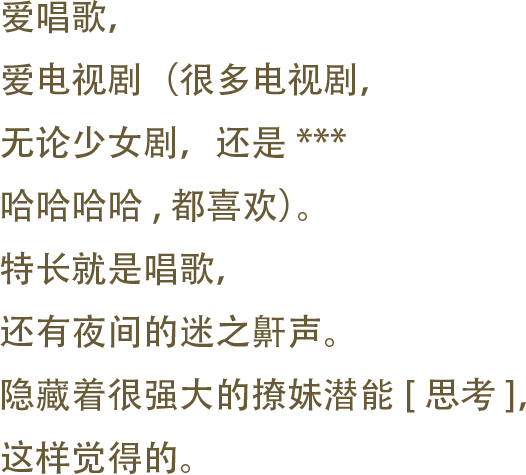 爱唱歌,
爱电视剧（很多电视剧,
无论少女剧，还是 ***
哈哈哈哈 , 都喜欢）。
特长就是唱歌,
还有夜间的迷之鼾声。
隐藏着很强大的撩妹潜能 [ 思考 ],
这样觉得的。